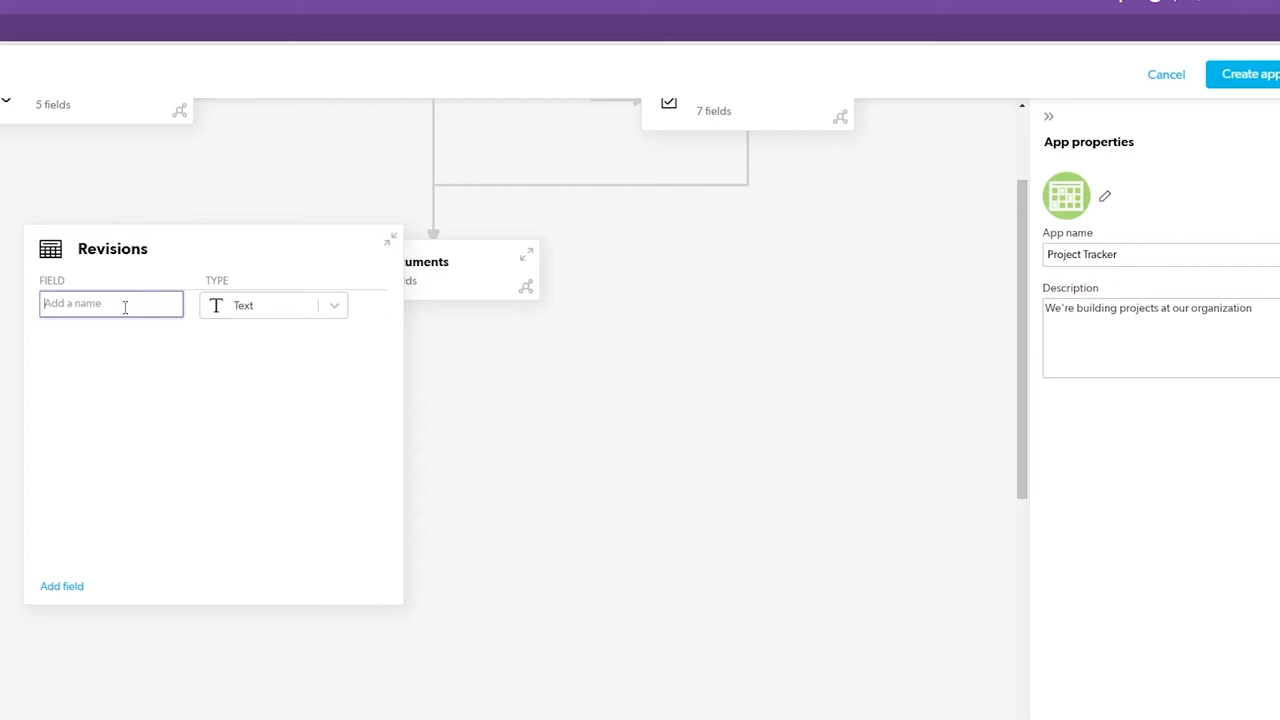 Cancel
Create app
5 fields
7 fields
App properties
App name
Project Tracker
Description
We're building projects at our organization
Revisions
FIELD TYPE
Add a name
Text
Add field
uments
ds